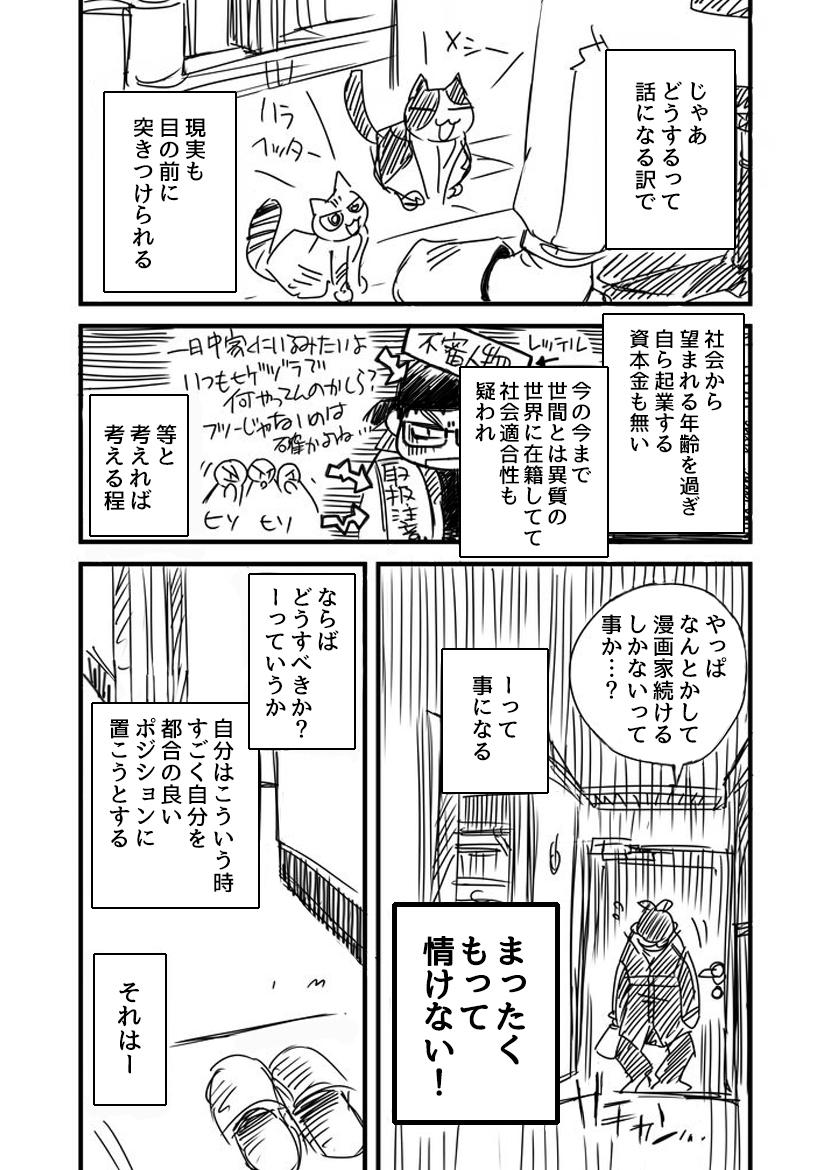 じゃあ
どうするって
話になる訳で
メシー
ハラ
ヘッター
現実も
目の前に
突きつけられる
社会から
望まれる年齢を過ぎ
自ら起業する
資本金も無い
レッテル
不審人物
今の今まで
世間とは異質の
世界に在籍してて
社会適合性も
疑われ
取扱注意
一日中家にいるみたいよ
いつもヒゲヅラで
何やってんのかしら?
フツーじゃないのは
確かよね…
ヒソ
ヒソ
等と
考えれば
考える程
やっぱ
なんとかして
漫画家続ける
しかないって
事か…?
ーって
事になる
まったく
もって
情けない!
ガチャン
ならば
どうすべきか?
ーっていうか
自分はこういう時
すごく自分を
都合の良い
ポジションに
置こうとする
それはー